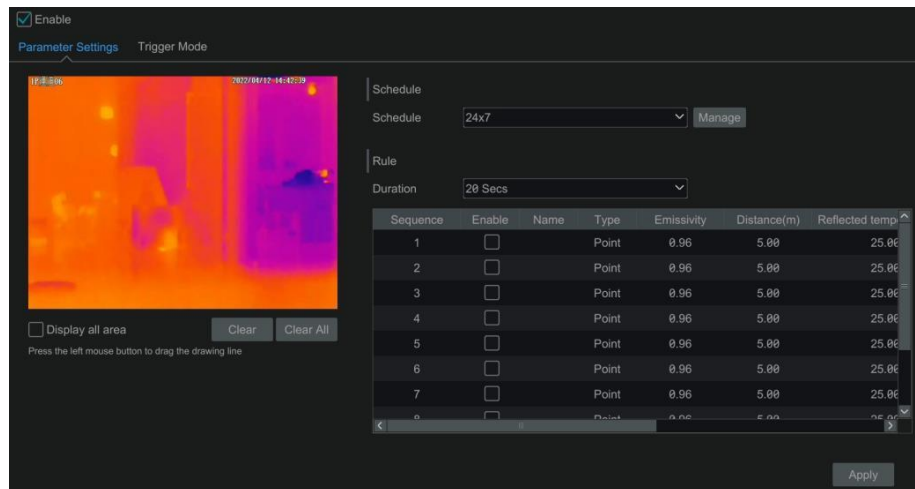 Enable
Parameter Settings Trigger Mode
2022/04/12 14:42:39
Display all area Clear Clear All
Press the left mouse button to drag the drawing line
Schedule
Schedule 24x7 Manage
Rule
Duration 20 Secs
Sequence Enable Name Type Emissivity Distance(m) Reflected temp
1 Point 0.96 5.00 25.00
2 Point 0.96 5.00 25.00
3 Point 0.96 5.00 25.00
4 Point 0.96 5.00 25.00
5 Point 0.96 5.00 25.00
6 Point 0.96 5.00 25.00
7 Point 0.96 5.00 25.00
Apply